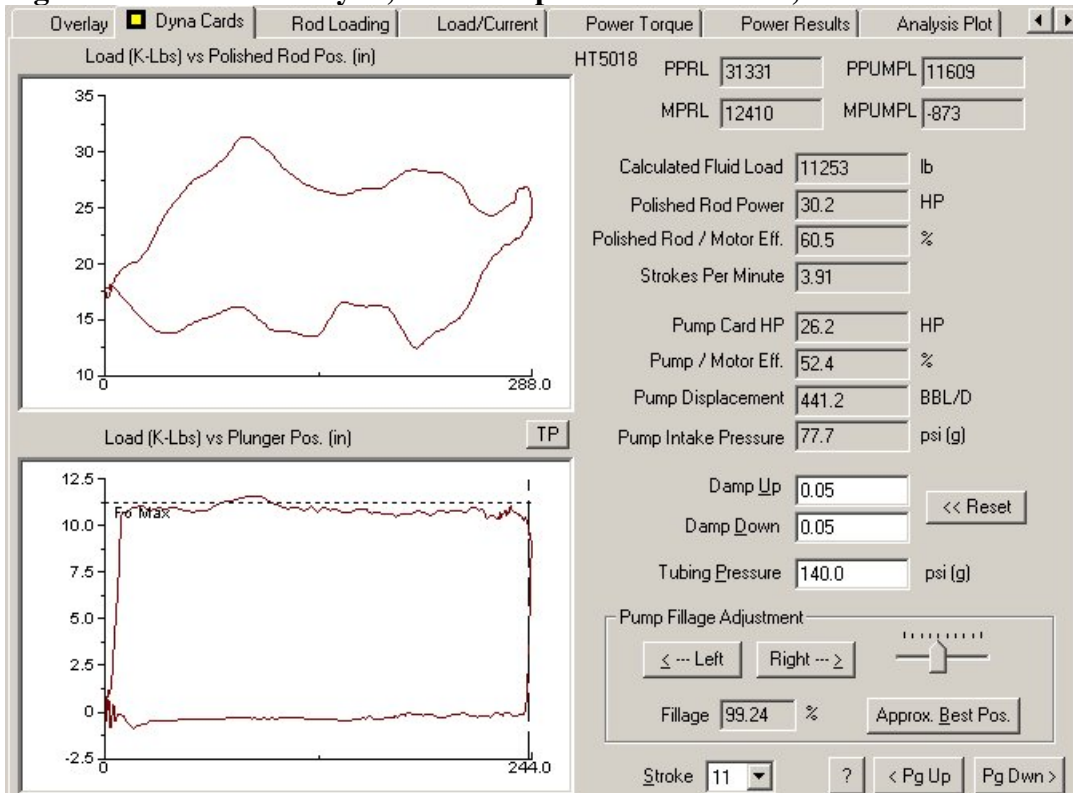 Overlay
Dyna Cards
Rod Loading
Load/Current
Power Torque
Power Results
Analysis Plot
Load (K-Lbs) vs Polished Rod Pos. (in)
35
30
25
20
15
10
0
288.0
Load (K-Lbs) vs Plunger Pos. (in)
TP
12.5
Fo Max
10.0
7.5
5.0
2.5
0
-2.5
0
244.0
HT5018
PPRL 31331
PPUMPL 11609
MPRL 12410
MPUMPL -873
Calculated Fluid Load 11253 lb
Polished Rod Power 30.2 HP
Polished Rod / Motor Eff. 60.5 %
Strokes Per Minute 3.91
Pump Card HP 26.2 HP
Pump / Motor Eff. 52.4 %
Pump Displacement 441.2 BBL/D
Pump Intake Pressure 77.7 psi (g)
Damp Up 0.05
<< Reset
Damp Down 0.05
Tubing Pressure 140.0 psi (g)
Pump Fillage Adjustment
< --- Left
Right --- >
Fillage 99.24 %
Approx. Best Pos.
Stroke 11
?
< Pg Up
Pg Dwn >